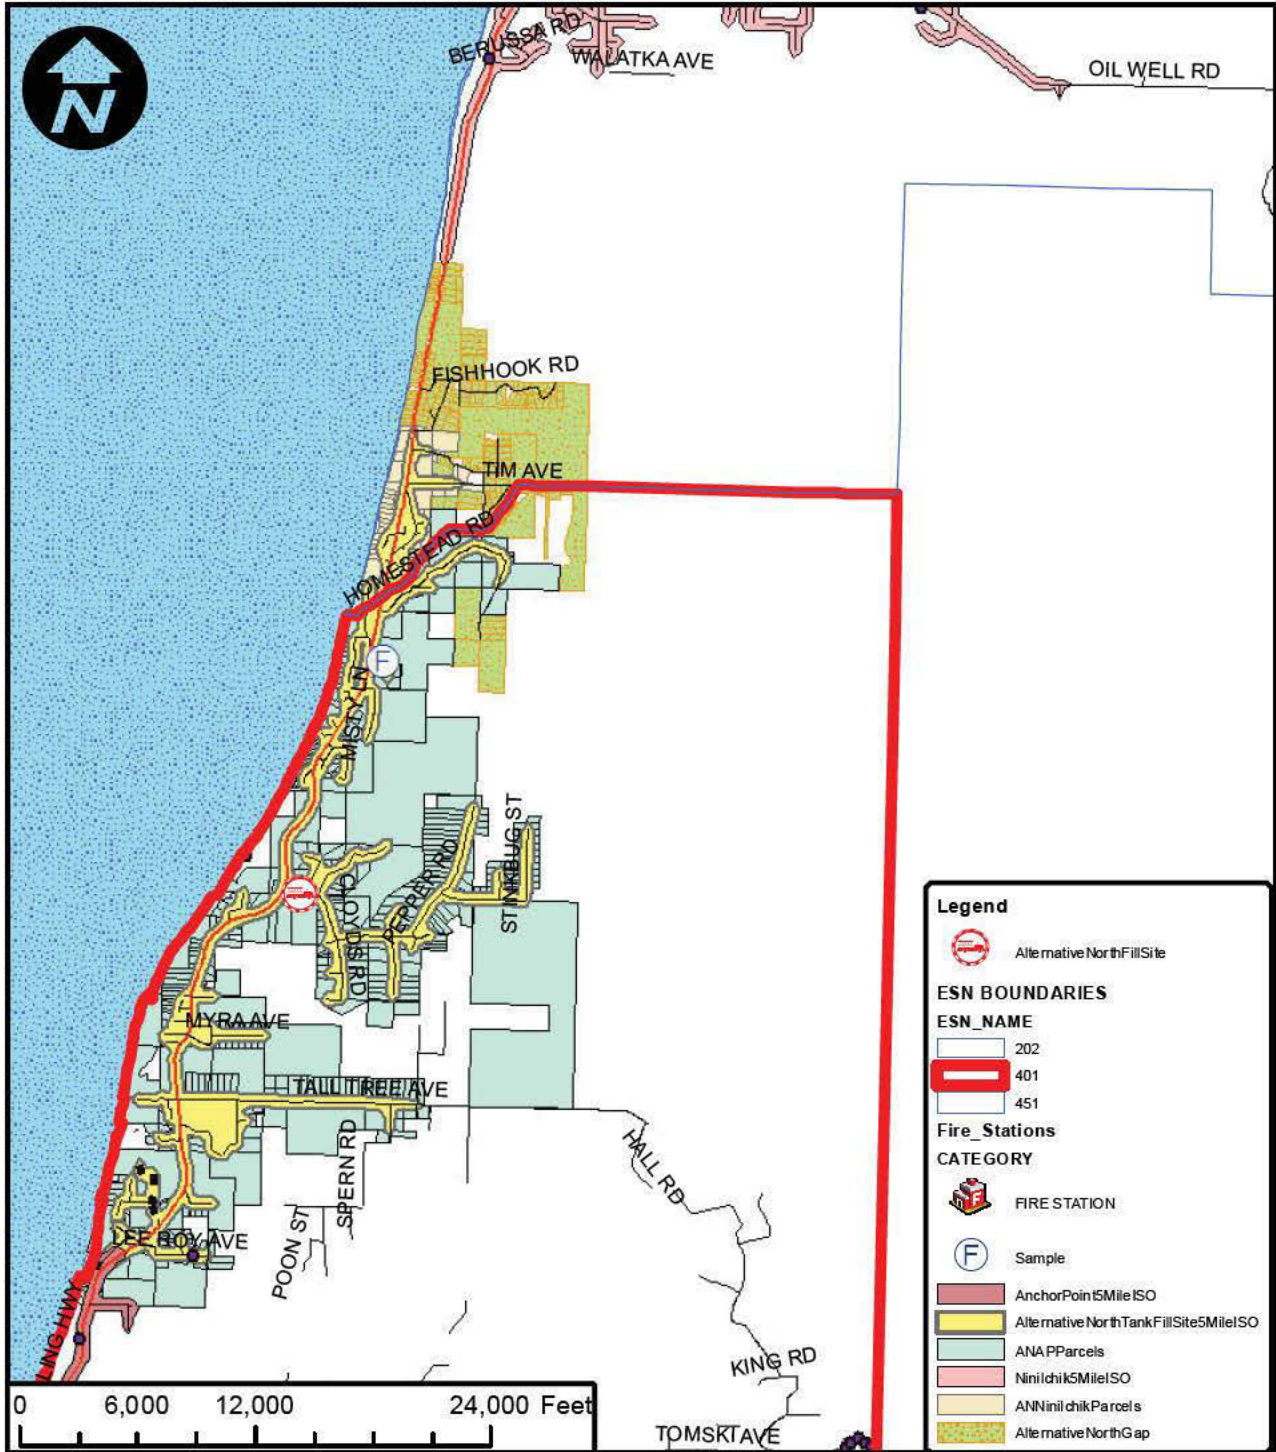 BERUSSA RD
WALATKA AVE
OIL WELL RD
N
FISHHOOK RD
TIM AVE
HOMESTEAD RD
F
MISTY LN
STINKBUG ST
PEPPER RD
CLOYDS RD
MYRA AVE
TALL TREE AVE
SPERN RD
HALL RD
POON ST
LEE ROY AVE
LING HWY
KING RD
TOMSKT AVE
0 6,000 12,000 24,000 Feet
Legend
AlternativeNorthFillSite
ESN BOUNDARIES
ESN_NAME
202
401
451
Fire_Stations
CATEGORY
FIRE STATION
F Sample
AnchorPoint5MileISO
AlternativeNorthTankFillSite5MileISO
ANAPParcels
Ninilchik5MileISO
ANNinilchikParcels
AlternativeNorthGap